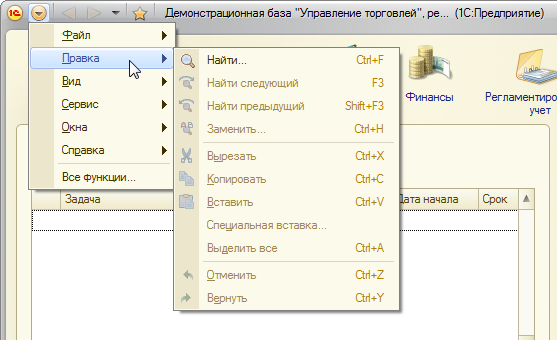 Демонстрационная база "Управление торговлей", ре... (1С:Предприятие)
Файл
Правка
Вид
Сервис
Окна
Справка
Все функции...
Найти... Ctrl+F
Найти следующий F3
Найти предыдущий Shift+F3
Заменить... Ctrl+H
Вырезать Ctrl+X
Копировать Ctrl+C
Вставить Ctrl+V
Специальная вставка...
Выделить все Ctrl+A
Отменить Ctrl+Z
Вернуть Ctrl+Y
Финансы
Регламентиро
учет
Задача
Дата начала
Срок